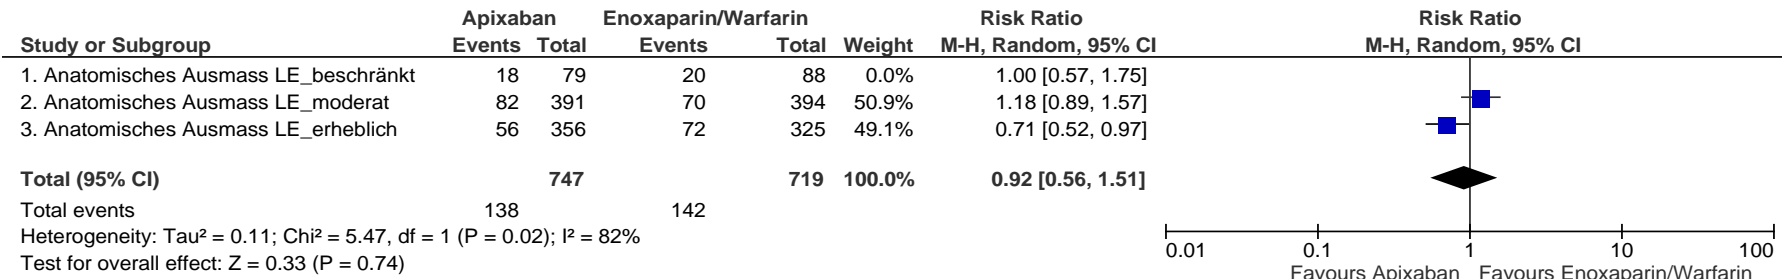 Apixaban Enoxaparin/Warfarin Risk Ratio Risk Ratio
Study or Subgroup Events Total Events Total Weight M-H, Random, 95% CI M-H, Random, 95% CI
1. Anatomisches Ausmass LE_beschränkt 18 79 20 88 0.0% 1.00 [0.57, 1.75]
2. Anatomisches Ausmass LE_moderat 82 391 70 394 50.9% 1.18 [0.89, 1.57]
3. Anatomisches Ausmass LE_erheblich 56 356 72 325 49.1% 0.71 [0.52, 0.97]
Total (95% CI) 747 719 100.0% 0.92 [0.56, 1.51]
Total events 138 142
Heterogeneity: Tau² = 0.11; Chi² = 5.47, df = 1 (P = 0.02); I² = 82%
Test for overall effect: Z = 0.33 (P = 0.74)
0.01 0.1 1 10 100
Favours Apixaban Favours Enoxaparin/Warfarin